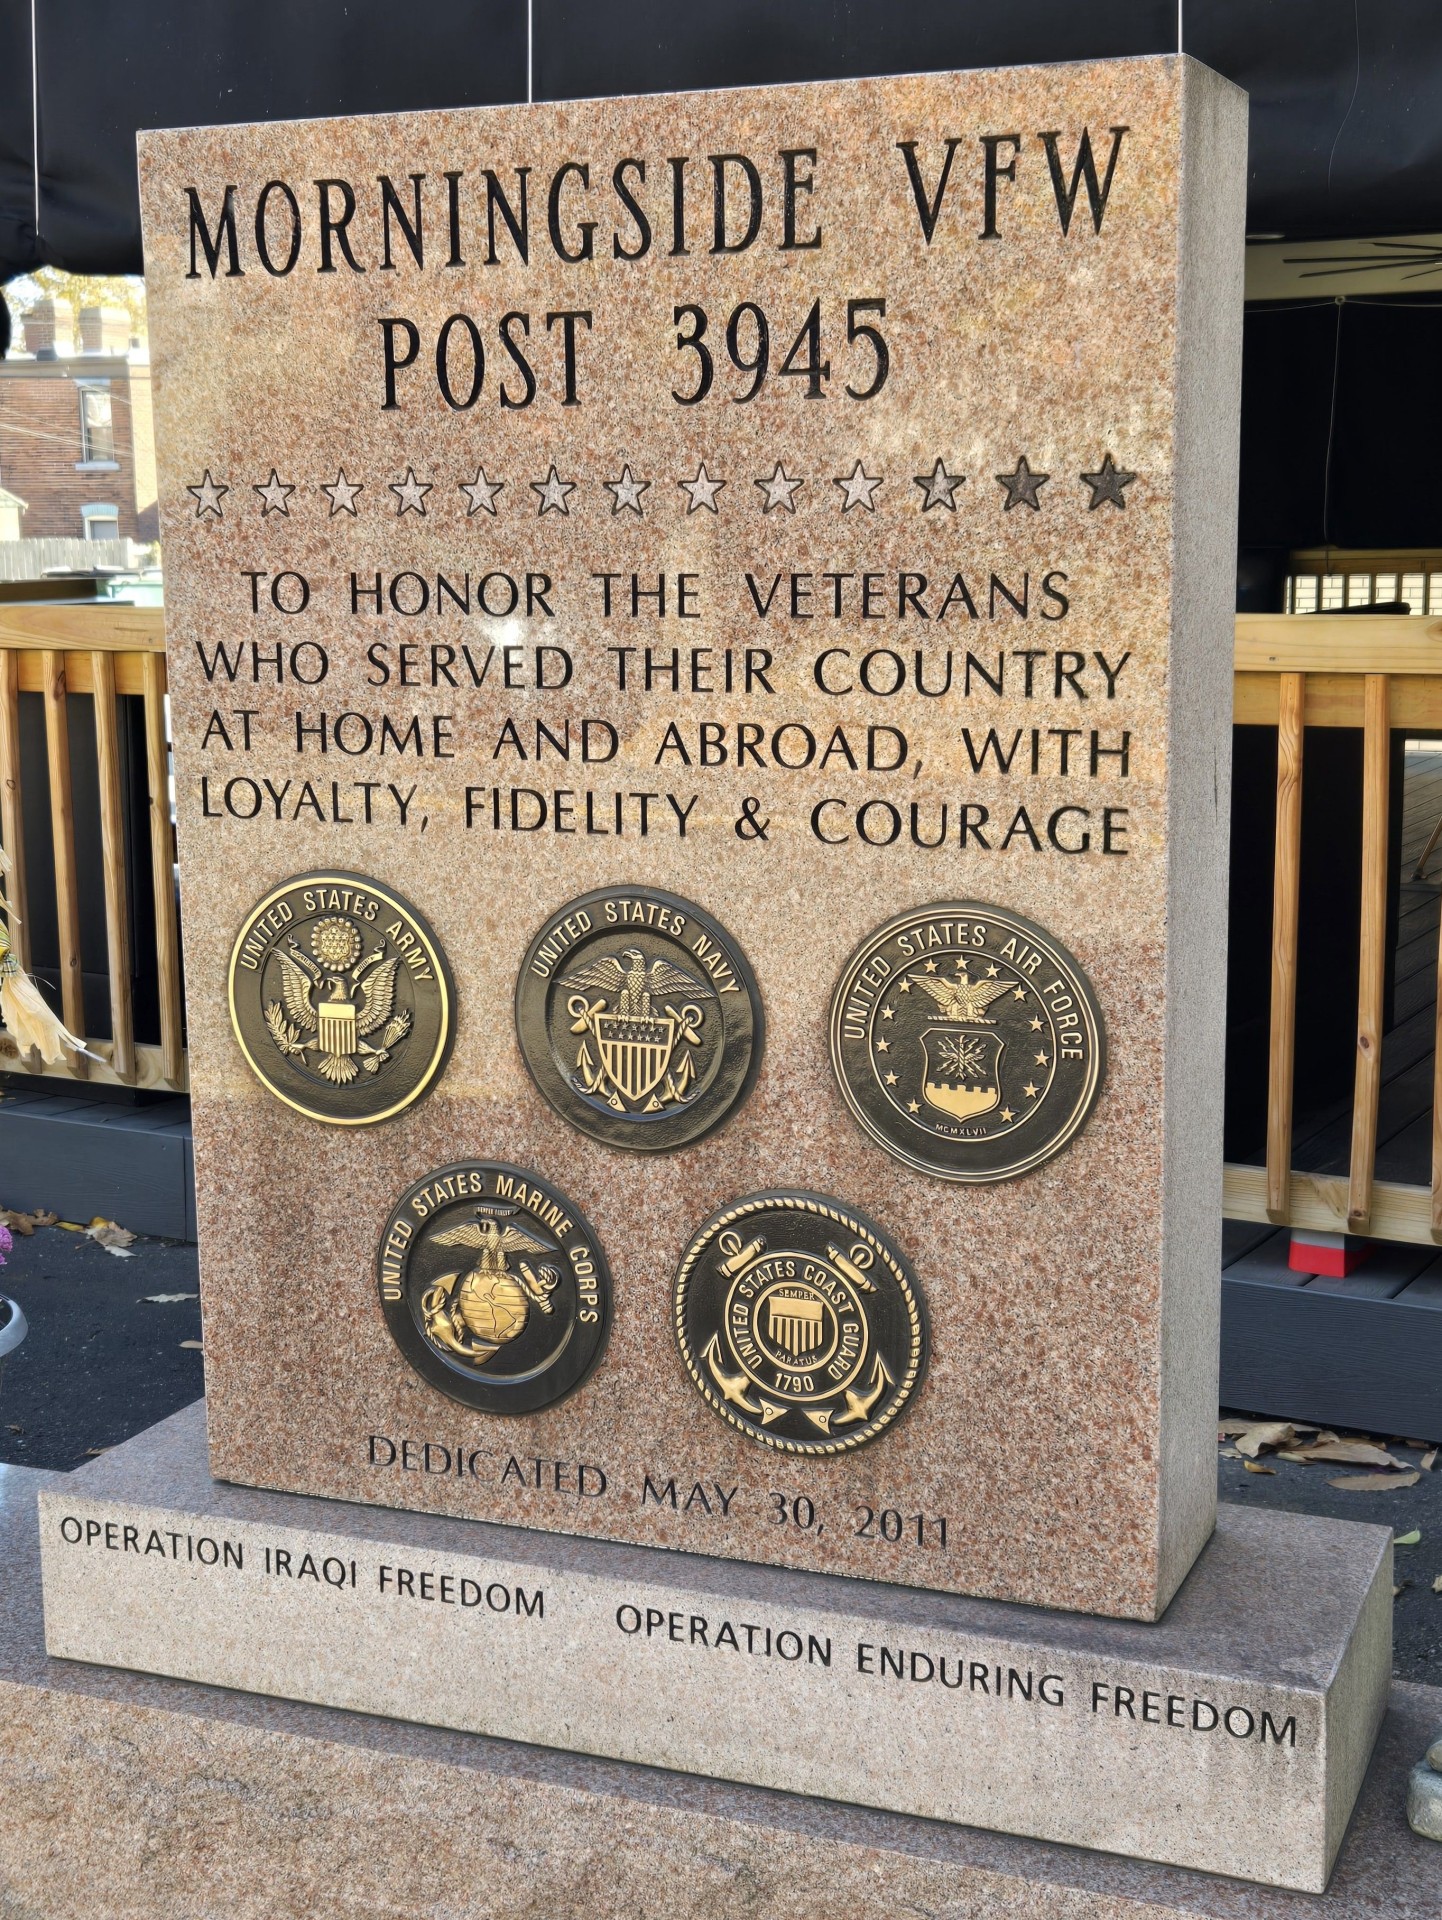 MORNINGSIDE VFW
POST 3945
TO HONOR THE VETERANS
WHO SERVED THEIR COUNTRY
AT HOME AND ABROAD, WITH
LOYALTY, FIDELITY & COURAGE
UNITED STATES ARMY
UNITED STATES NAVY
UNITED STATES AIR FORCE
MCMXLVII
UNITED STATES MARINE CORPS
UNITED STATES COAST GUARD
SEMPER
PARATUS
1790
DEDICATED MAY 30, 2011
OPERATION IRAQI FREEDOM OPERATION ENDURING FREEDOM